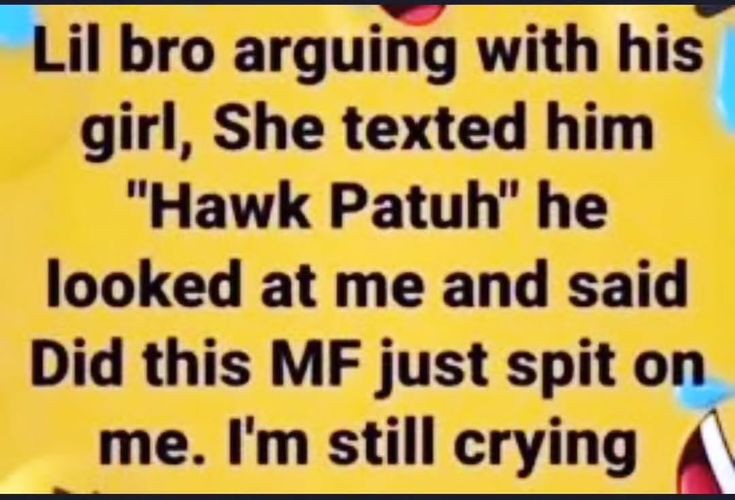 Lil bro arguing with his
girl, She texted him
"Hawk Patuh" he
looked at me and said
Did this MF just spit on
me. I'm still crying